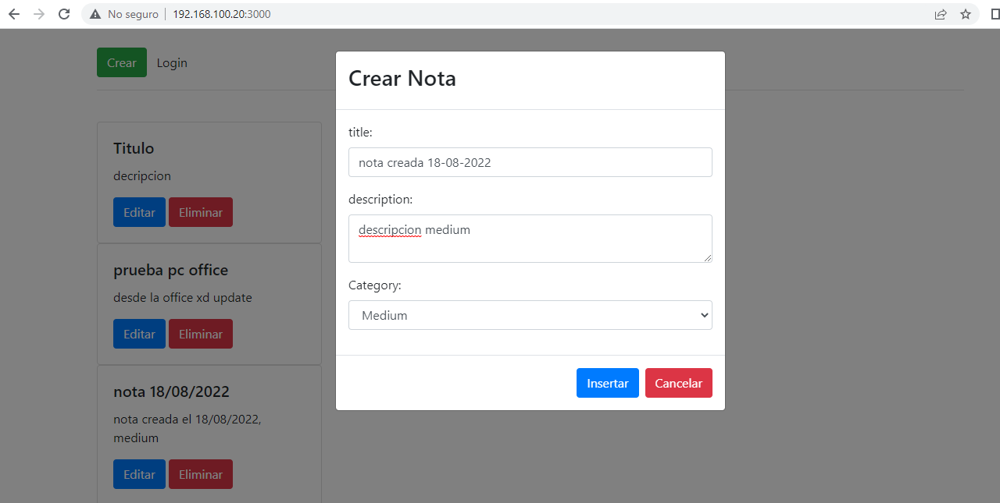 No seguro
192.168.100.20:3000
Crear
Login
Titulo
decripcion
Editar
Eliminar
prueba pc office
desde la office xd update
Editar
Eliminar
nota 18/08/2022
nota creada el 18/08/2022,
medium
Editar
Eliminar
Crear Nota
title:
nota creada 18-08-2022
description:
descripcion medium
Category:
Medium
Insertar
Cancelar